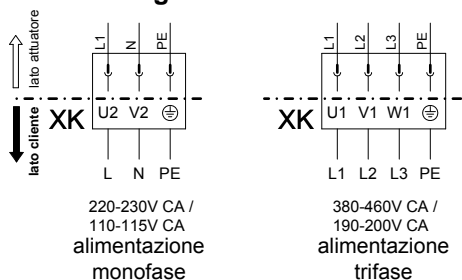 lato attuatore
lato cliente
L1 N PE
XK U2 V2
L N PE
220-230V CA /
110-115V CA
alimentazione
monofase
L1 L2 L3 PE
XK U1 V1 W1
L1 L2 L3 PE
380-460V CA /
190-200V CA
alimentazione
trifase